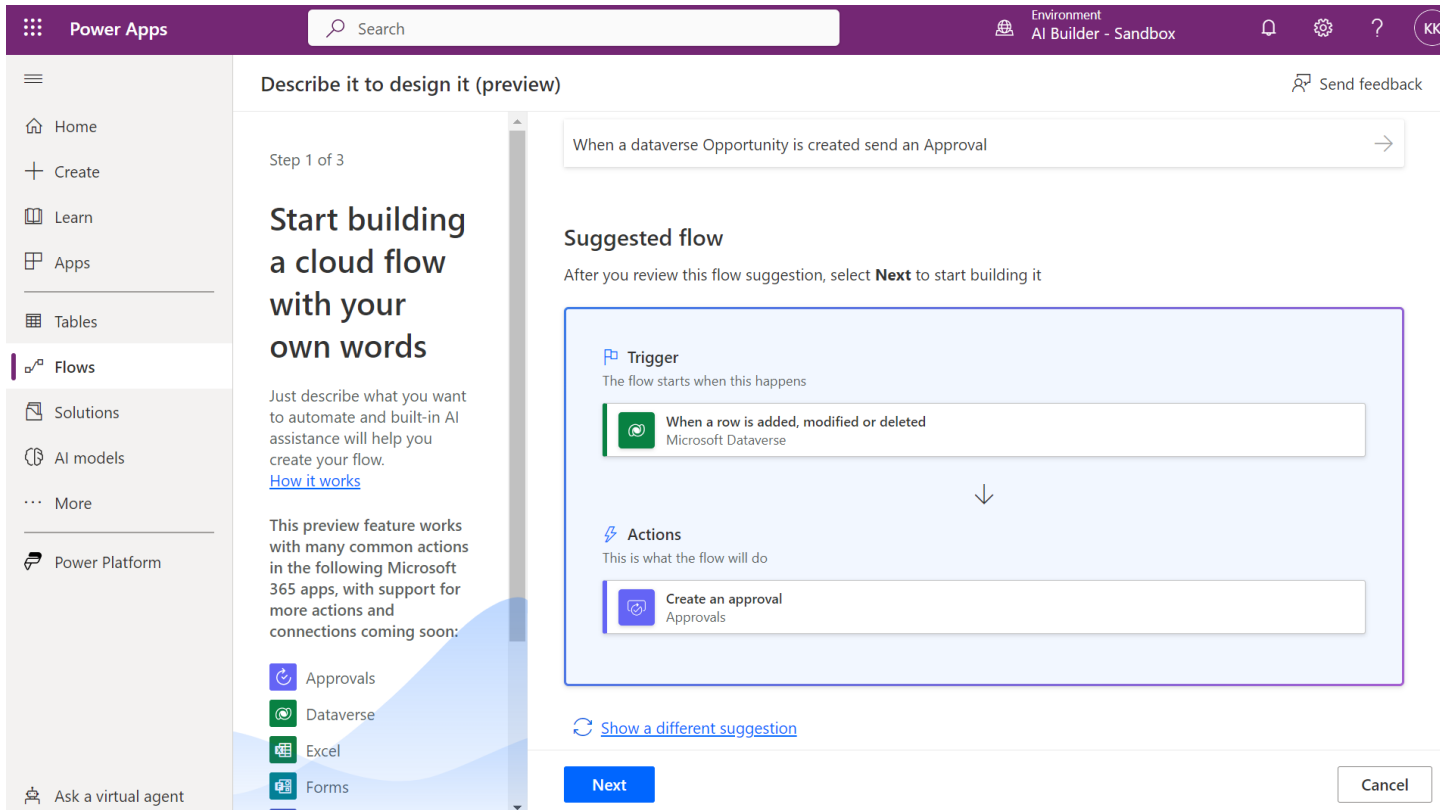 Power Apps
Search
Environment
AI Builder - Sandbox
?
KK
Home
Create
Learn
Apps
Tables
Flows
Solutions
AI models
More
Power Platform
Ask a virtual agent
Describe it to design it (preview)
Send feedback
Step 1 of 3
Start building
a cloud flow
with your
own words
Just describe what you want
to automate and built-in AI
assistance will help you
create your flow.
How it works
This preview feature works
with many common actions
in the following Microsoft
365 apps, with support for
more actions and
connections coming soon:
Approvals
Dataverse
Excel
Forms
When a dataverse Opportunity is created send an Approval
Suggested flow
After you review this flow suggestion, select Next to start building it
Trigger
The flow starts when this happens
When a row is added, modified or deleted
Microsoft Dataverse
Actions
This is what the flow will do
Create an approval
Approvals
Show a different suggestion
Next
Cancel